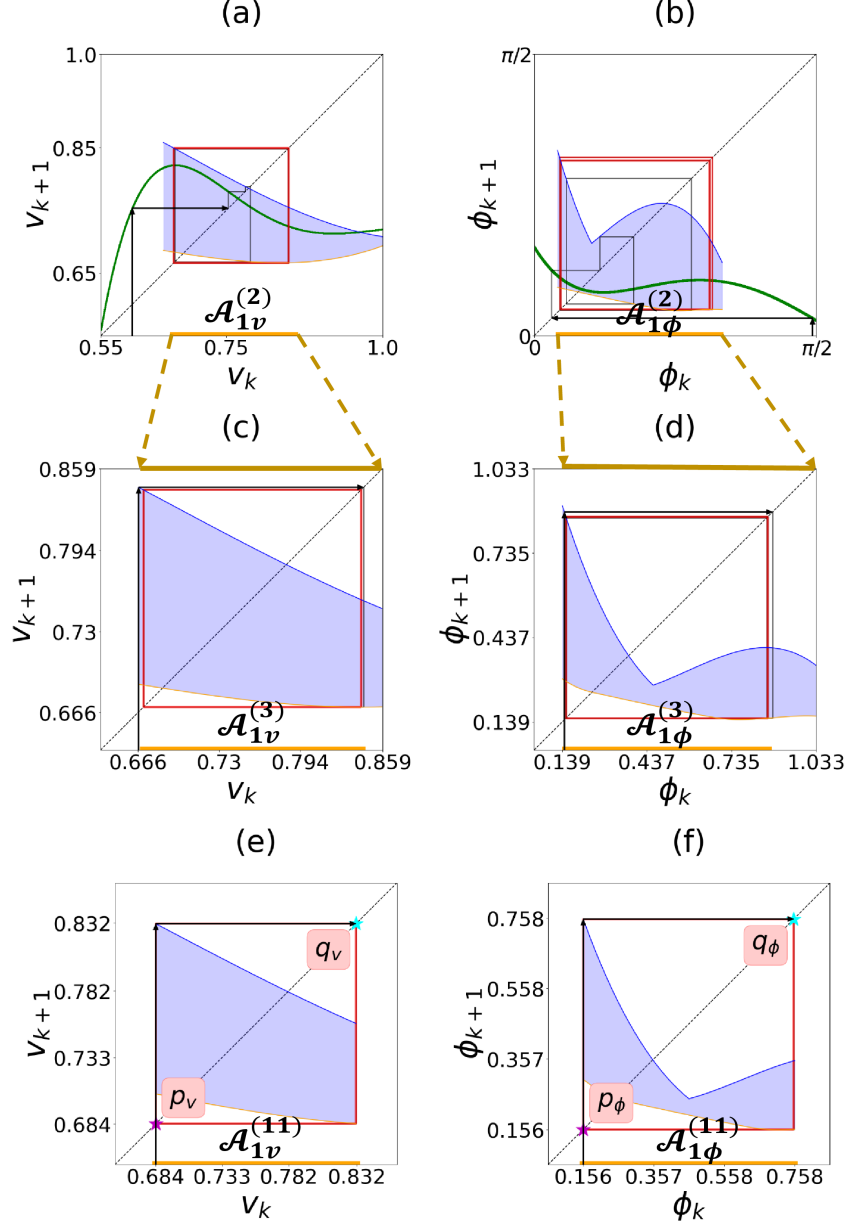 (a)
1.0
0.85
0.65
v_{k+1}
𝒜_{1v}^{(2)}
0.55 0.75 1.0
v_k
(b)
π/2
ϕ_{k+1}
𝒜_{1ϕ}^{(2)}
0
0 π/2
ϕ_k
(c)
0.859
0.794
0.73
0.666
v_{k+1}
𝒜_{1v}^{(3)}
0.666 0.73 0.794 0.859
v_k
(d)
1.033
0.735
0.437
0.139
ϕ_{k+1}
𝒜_{1ϕ}^{(3)}
0.139 0.437 0.735 1.033
ϕ_k
(e)
0.832
0.782
0.733
0.684
v_{k+1}
q_v
p_v
𝒜_{1v}^{(11)}
0.684 0.733 0.782 0.832
v_k
(f)
0.758
0.558
0.357
0.156
ϕ_{k+1}
q_ϕ
p_ϕ
𝒜_{1ϕ}^{(11)}
0.156 0.357 0.558 0.758
ϕ_k